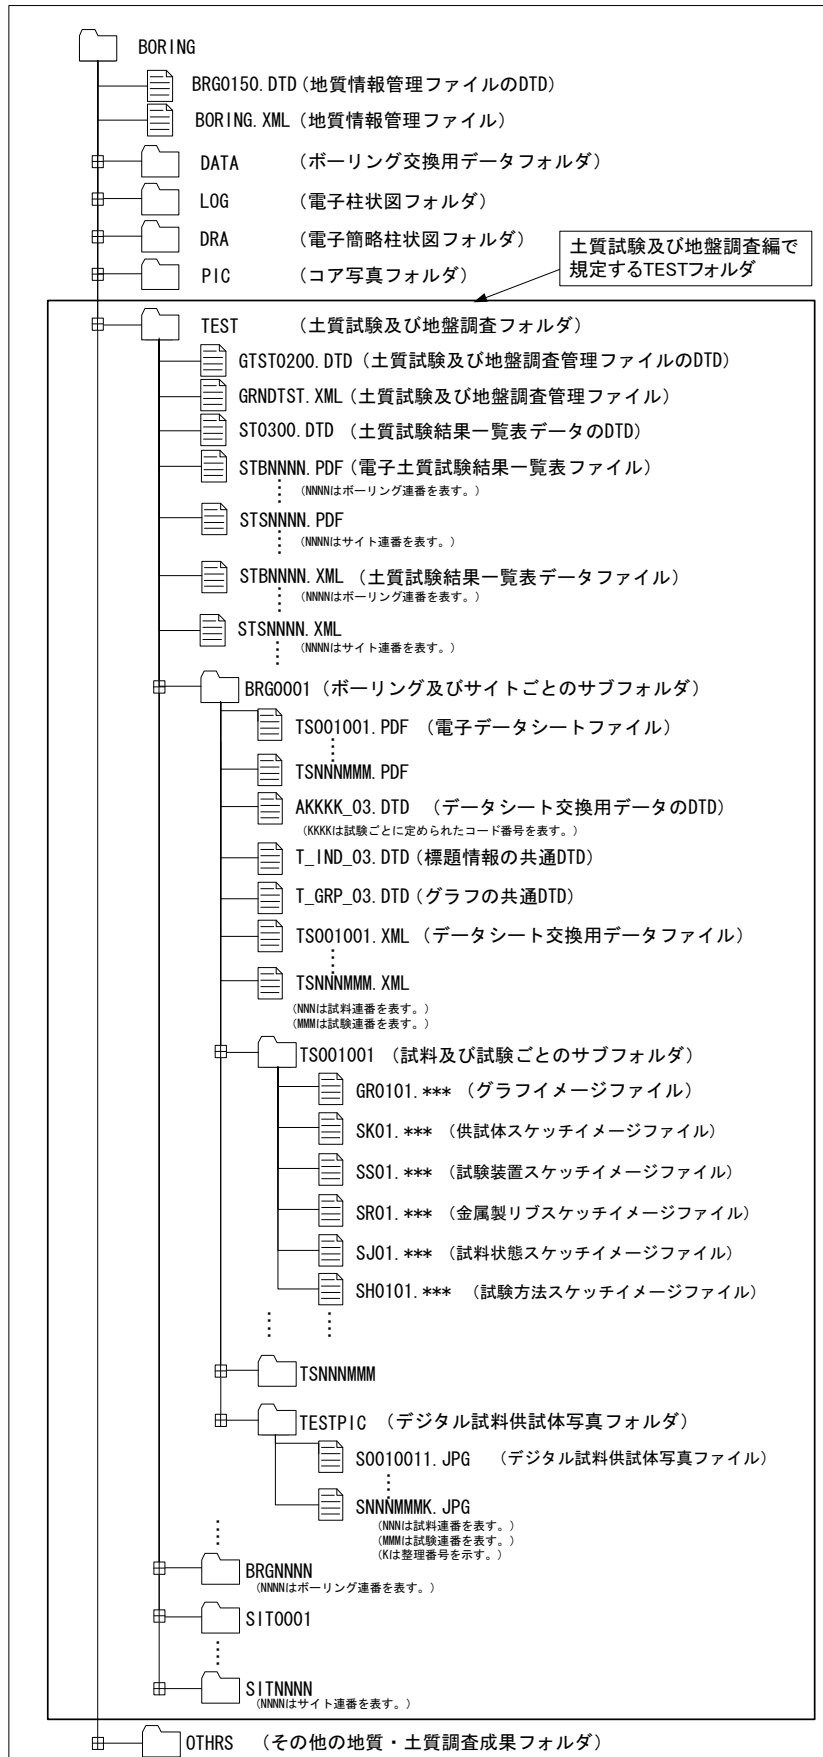 BORING
BRG0150.DTD（地質情報管理ファイルのDTD）
BORING.XML（地質情報管理ファイル）
DATA （ボーリング交換用データフォルダ）
LOG （電子柱状図フォルダ）
DRA （電子簡略柱状図フォルダ）
PIC （コア写真フォルダ）
土質試験及び地盤調査編で
規定するTESTフォルダ
TEST （土質試験及び地盤調査フォルダ）
GTST0200.DTD（土質試験及び地盤調査管理ファイルのDTD）
GRNDTST.XML（土質試験及び地盤調査管理ファイル）
ST0300.DTD （土質試験結果一覧表データのDTD）
STBNNNN.PDF（電子土質試験結果一覧表ファイル）
（NNNNはボーリング連番を表す。）
STSNNNN.PDF
（NNNNはサイト連番を表す。）
STBNNNN.XML （土質試験結果一覧表データファイル）
（NNNNはボーリング連番を表す。）
STSNNNN.XML
（NNNNはサイト連番を表す。）
BRG0001（ボーリング及びサイトごとのサブフォルダ）
TS001001.PDF （電子データシートファイル）
TSNNNMMM.PDF
AKKKK_03.DTD （データシート交換用データのDTD）
（KKKKは試験ごとに定められたコード番号を表す。）
T_IND_03.DTD（標題情報の共通DTD）
T_GRP_03.DTD（グラフの共通DTD）
TS001001.XML （データシート交換用データファイル）
TSNNNMMM.XML
（NNNは試料連番を表す。）
（MMMは試験連番を表す。）
TS001001 （試料及び試験ごとのサブフォルダ）
GR0101.*** （グラフイメージファイル）
SK01.*** （供試体スケッチイメージファイル）
SS01.*** （試験装置スケッチイメージファイル）
SR01.*** （金属製リブスケッチイメージファイル）
SJ01.*** （試料状態スケッチイメージファイル）
SH0101.*** （試験方法スケッチイメージファイル）
TSNNNMMM
TESTPIC （デジタル試料供試体写真フォルダ）
S0010011.JPG （デジタル試料供試体写真ファイル）
SNNNMMMK.JPG
（NNNは試料連番を表す。）
（MMMは試験連番を表す。）
（Kは整理番号を示す。）
BRGNNNN
（NNNNはボーリング連番を表す。）
SIT0001
SITNNNN
（NNNNはサイト連番を表す。）
OTHRS （その他の地質・土質調査成果フォルダ）